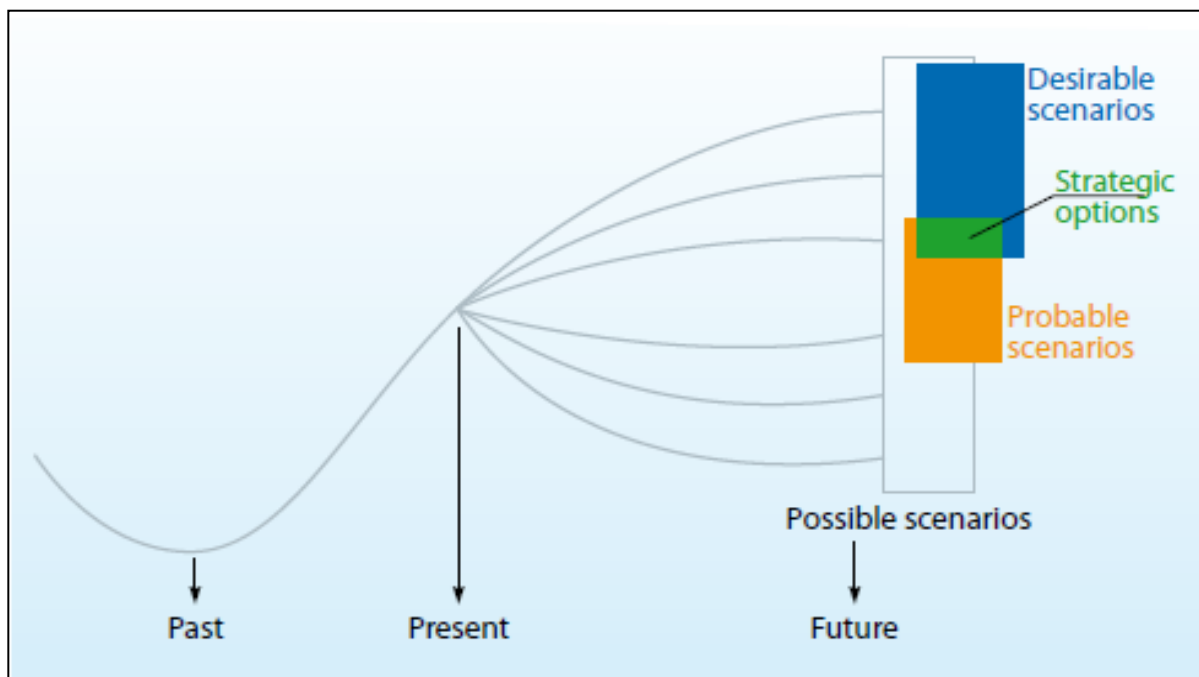 Desirable
scenarios
Strategic
options
Probable
scenarios
Possible scenarios
Past
Present
Future